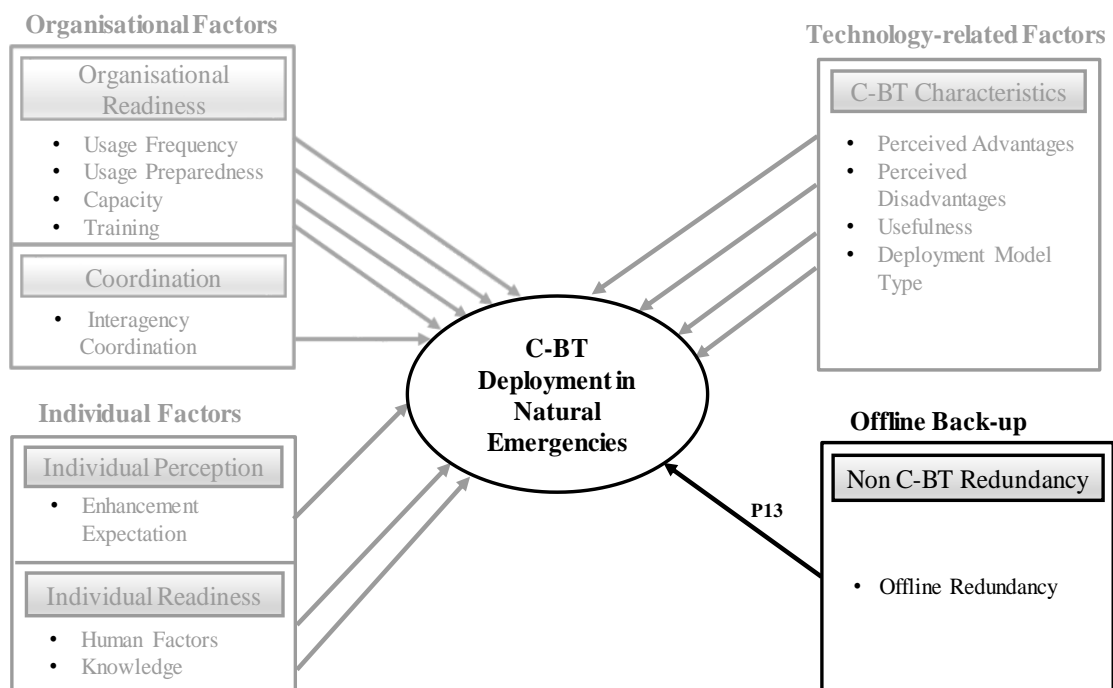 Organisational Factors
Organisational
Readiness
• Usage Frequency
• Usage Preparedness
• Capacity
• Training
Coordination
• Interagency
Coordination
Individual Factors
Individual Perception
• Enhancement
Expectation
Individual Readiness
• Human Factors
• Knowledge
C-BT
Deployment in
Natural
Emergencies
Technology-related Factors
C-BT Characteristics
• Perceived Advantages
• Perceived
Disadvantages
• Usefulness
• Deployment Model
Type
Offline Back-up
Non C-BT Redundancy
• Offline Redundancy
P13